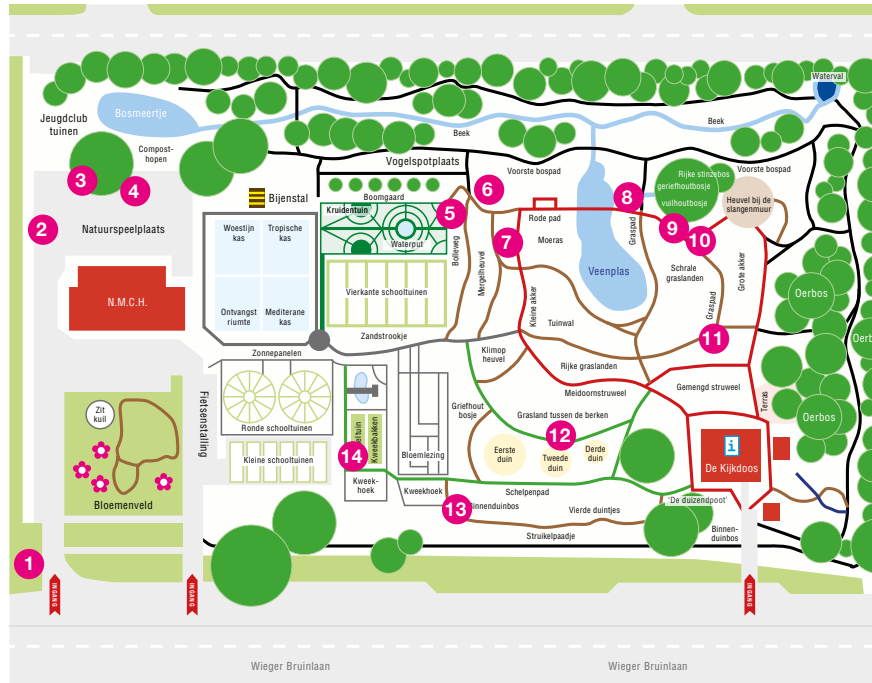 Waterval
Bosmeertje
Jeugdclub
tuinen
Beek
Beek
Compost-
hopen
Vogelspotplaats
Voorste bospad
Voorste bospad
Rijke stinzebos
geriefhoutbosje
vuilhoutbosje
Heuvel bij de
slangenmuur
3
4
6
8
Bijenstal
Boomgaard
Kruidentuin
5
Waterput
2
Natuurspeelplaats
Woestijn
kas
Tropische
kas
Rode pad
Moeras
7
9
10
Graspad
Bolleweg
Mergelheuvel
Veenplas
Schrale
graslanden
Grote akker
Oerbos
N.M.C.H.
Vierkante schooltuinen
Kleine akker
Graspad
Ontvangst
riumte
Mediterane
kas
Tuinwal
Zandstrookje
11
Oerb
Zonnepanelen
Klimop
heuvel
Rijke graslanden
Gemengd struweel
Meidoornstruweel
Terras
Fietsenstalling
Zit
kuil
Griefhout
bosje
Grasland tussen de berken
Oerbos
Ronde schooltuinen
eltuin
Kweekbakken
12
i
14
Bloemlezing
Eerste
duin
Tweede
duin
Derde
duin
Kleine schooltuinen
De Kijkdoos
Kweek-
hoek
Kweekhoek
Schelpenpad
'De duizendpoot'
Bloemenveld
13
Binnenduinbos
Vierde duintjes
Struikelpaadje
Binnen-
duinbos
1
INGANG
INGANG
INGANG
Wieger Bruinlaan
Wieger Bruinlaan